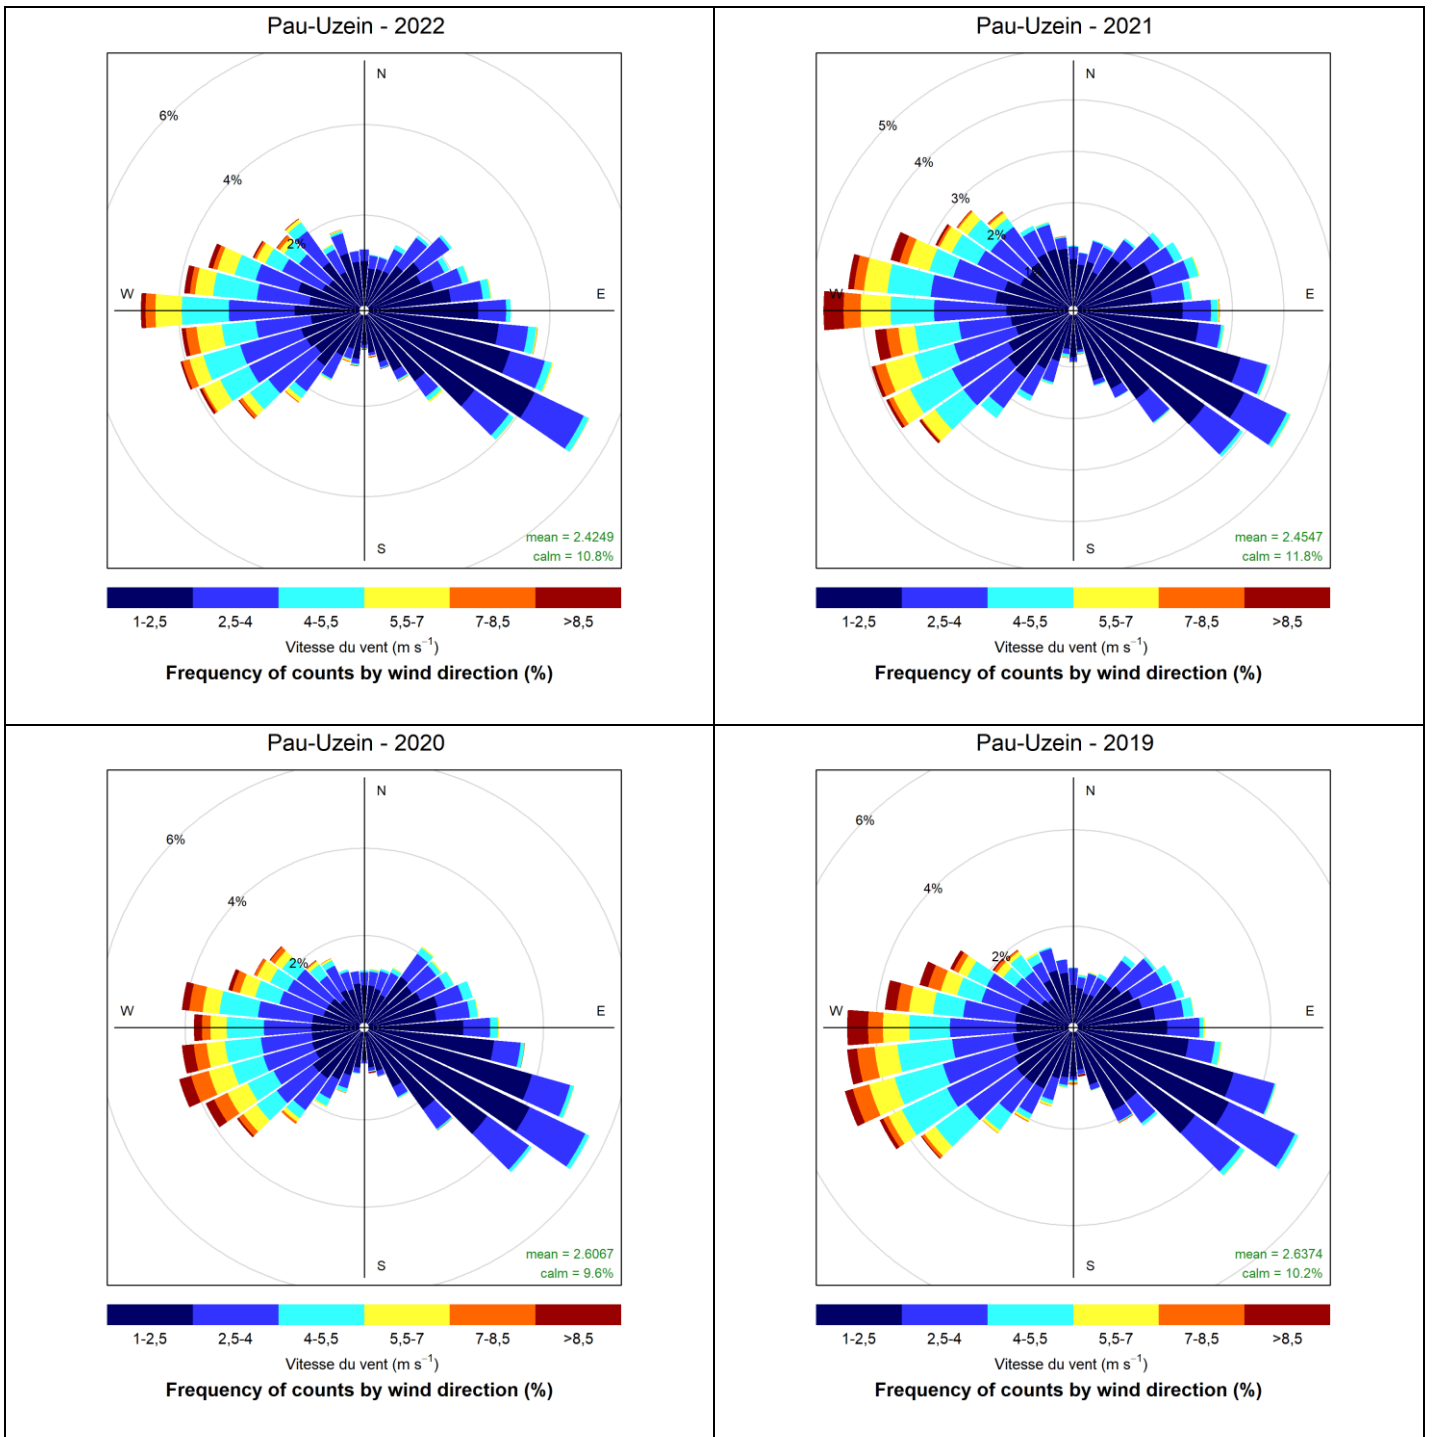 Pau-Uzein - 2022
N
6%
4%
2%
W
E
S
mean = 2.4249
calm = 10.8%
1-2,5 2,5-4 4-5,5 5,5-7 7-8,5 >8,5
Vitesse du vent (m s⁻¹)
Frequency of counts by wind direction (%)
Pau-Uzein - 2021
N
5%
4%
3%
2%
W
E
S
mean = 2.4547
calm = 11.8%
1-2,5 2,5-4 4-5,5 5,5-7 7-8,5 >8,5
Vitesse du vent (m s⁻¹)
Frequency of counts by wind direction (%)
Pau-Uzein - 2020
N
6%
4%
2%
W
E
S
mean = 2.6067
calm = 9.6%
1-2,5 2,5-4 4-5,5 5,5-7 7-8,5 >8,5
Vitesse du vent (m s⁻¹)
Frequency of counts by wind direction (%)
Pau-Uzein - 2019
N
6%
4%
2%
W
E
S
mean = 2.6374
calm = 10.2%
1-2,5 2,5-4 4-5,5 5,5-7 7-8,5 >8,5
Vitesse du vent (m s⁻¹)
Frequency of counts by wind direction (%)